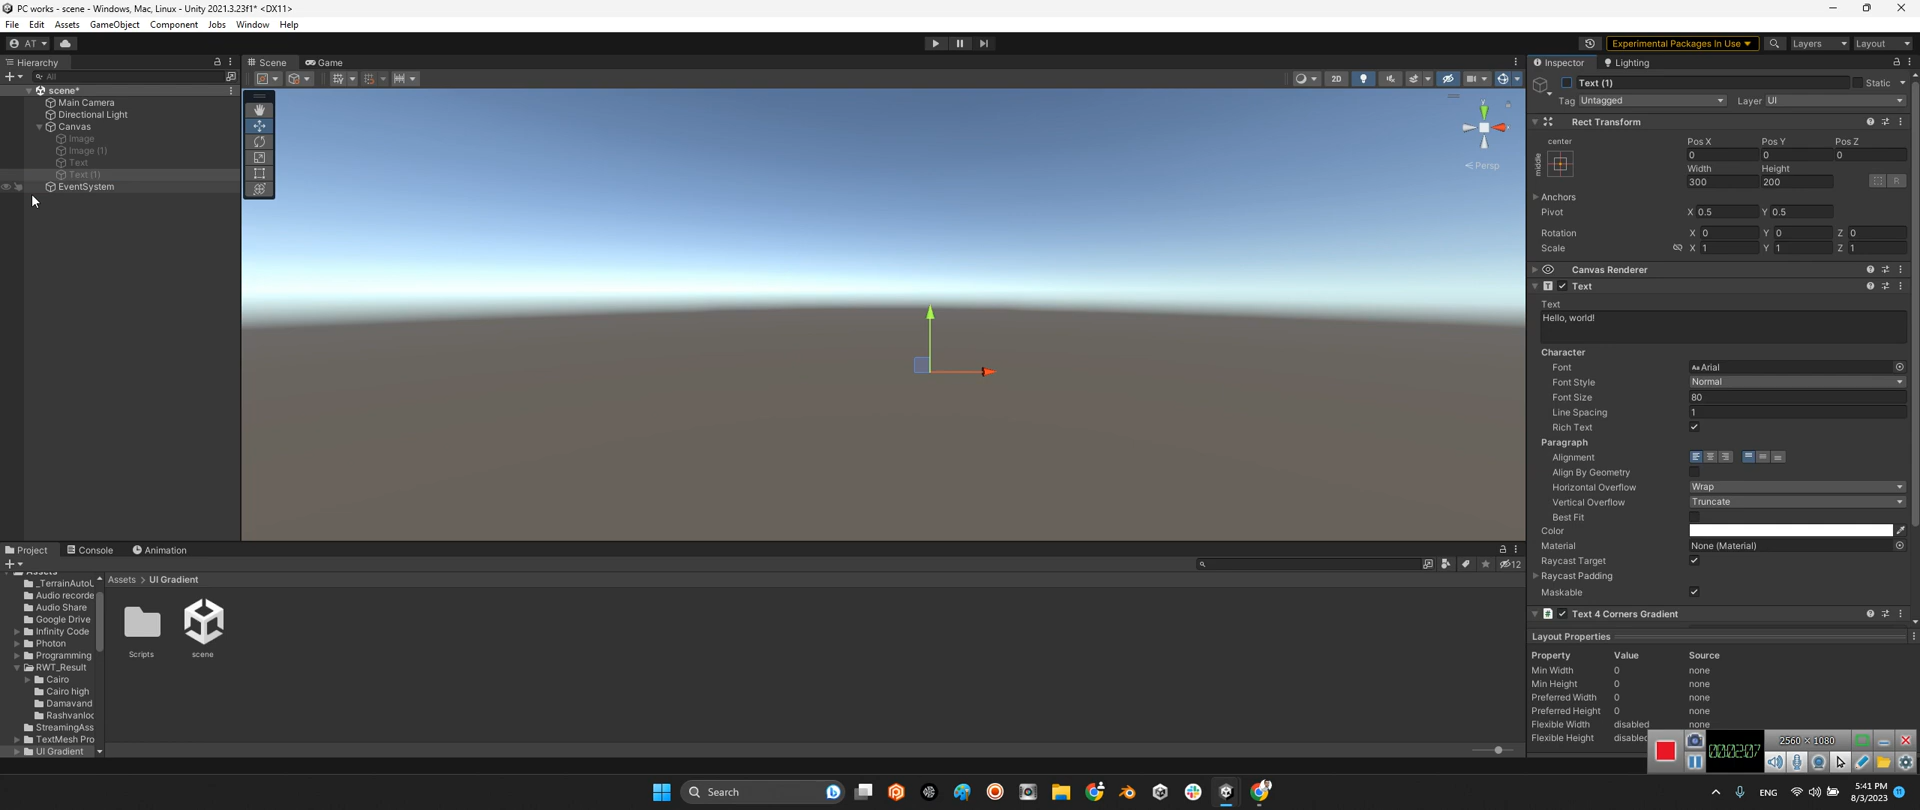 PC works - scene - Windows, Mac, Linux - Unity 2021.3.23f1* <DX11>
File Edit Assets GameObject Component Jobs Window Help
AT Experimental Packages In Use Layers Layout
Hierarchy
All
scene*
Main Camera
Directional Light
Canvas
Image
Image (1)
Text
Text (1)
EventSystem
Scene Game
2D
y
Persp
Inspector Lighting
Text (1) Static
Tag Untagged Layer UI
Rect Transform
center
middle
Pos X Pos Y Pos Z
0 0 0
Width Height
300 200
R
Anchors
Pivot X 0.5 Y 0.5
Rotation X 0 Y 0 Z 0
Scale X 1 Y 1 Z 1
Canvas Renderer
Text
Text
Hello, world!
Character
Font Arial
Font Style Normal
Font Size 80
Line Spacing 1
Rich Text
Paragraph
Alignment
Align By Geometry
Horizontal Overflow Wrap
Vertical Overflow Truncate
Best Fit
Color
Material None (Material)
Raycast Target
Raycast Padding
Maskable
Text 4 Corners Gradient
Layout Properties
Property Value Source
Min Width 0 none
Min Height 0 none
Preferred Width 0 none
Preferred Height 0 none
Flexible Width disabled none
Flexible Height disabled
Project Console Animation
12
Assets > UI Gradient
Scripts scene
Assets
_TerrainAutoU
Audio recorde
Audio Share
Google Drive
Infinity Code
Photon
Programming
RWT_Result
Cairo
Cairo high
Damavand
Rashvanloc
StreamingAss
TextMesh Pro
UI Gradient
00:02:07
2560 × 1080
Search
ENG
5:41 PM
8/3/2023
11